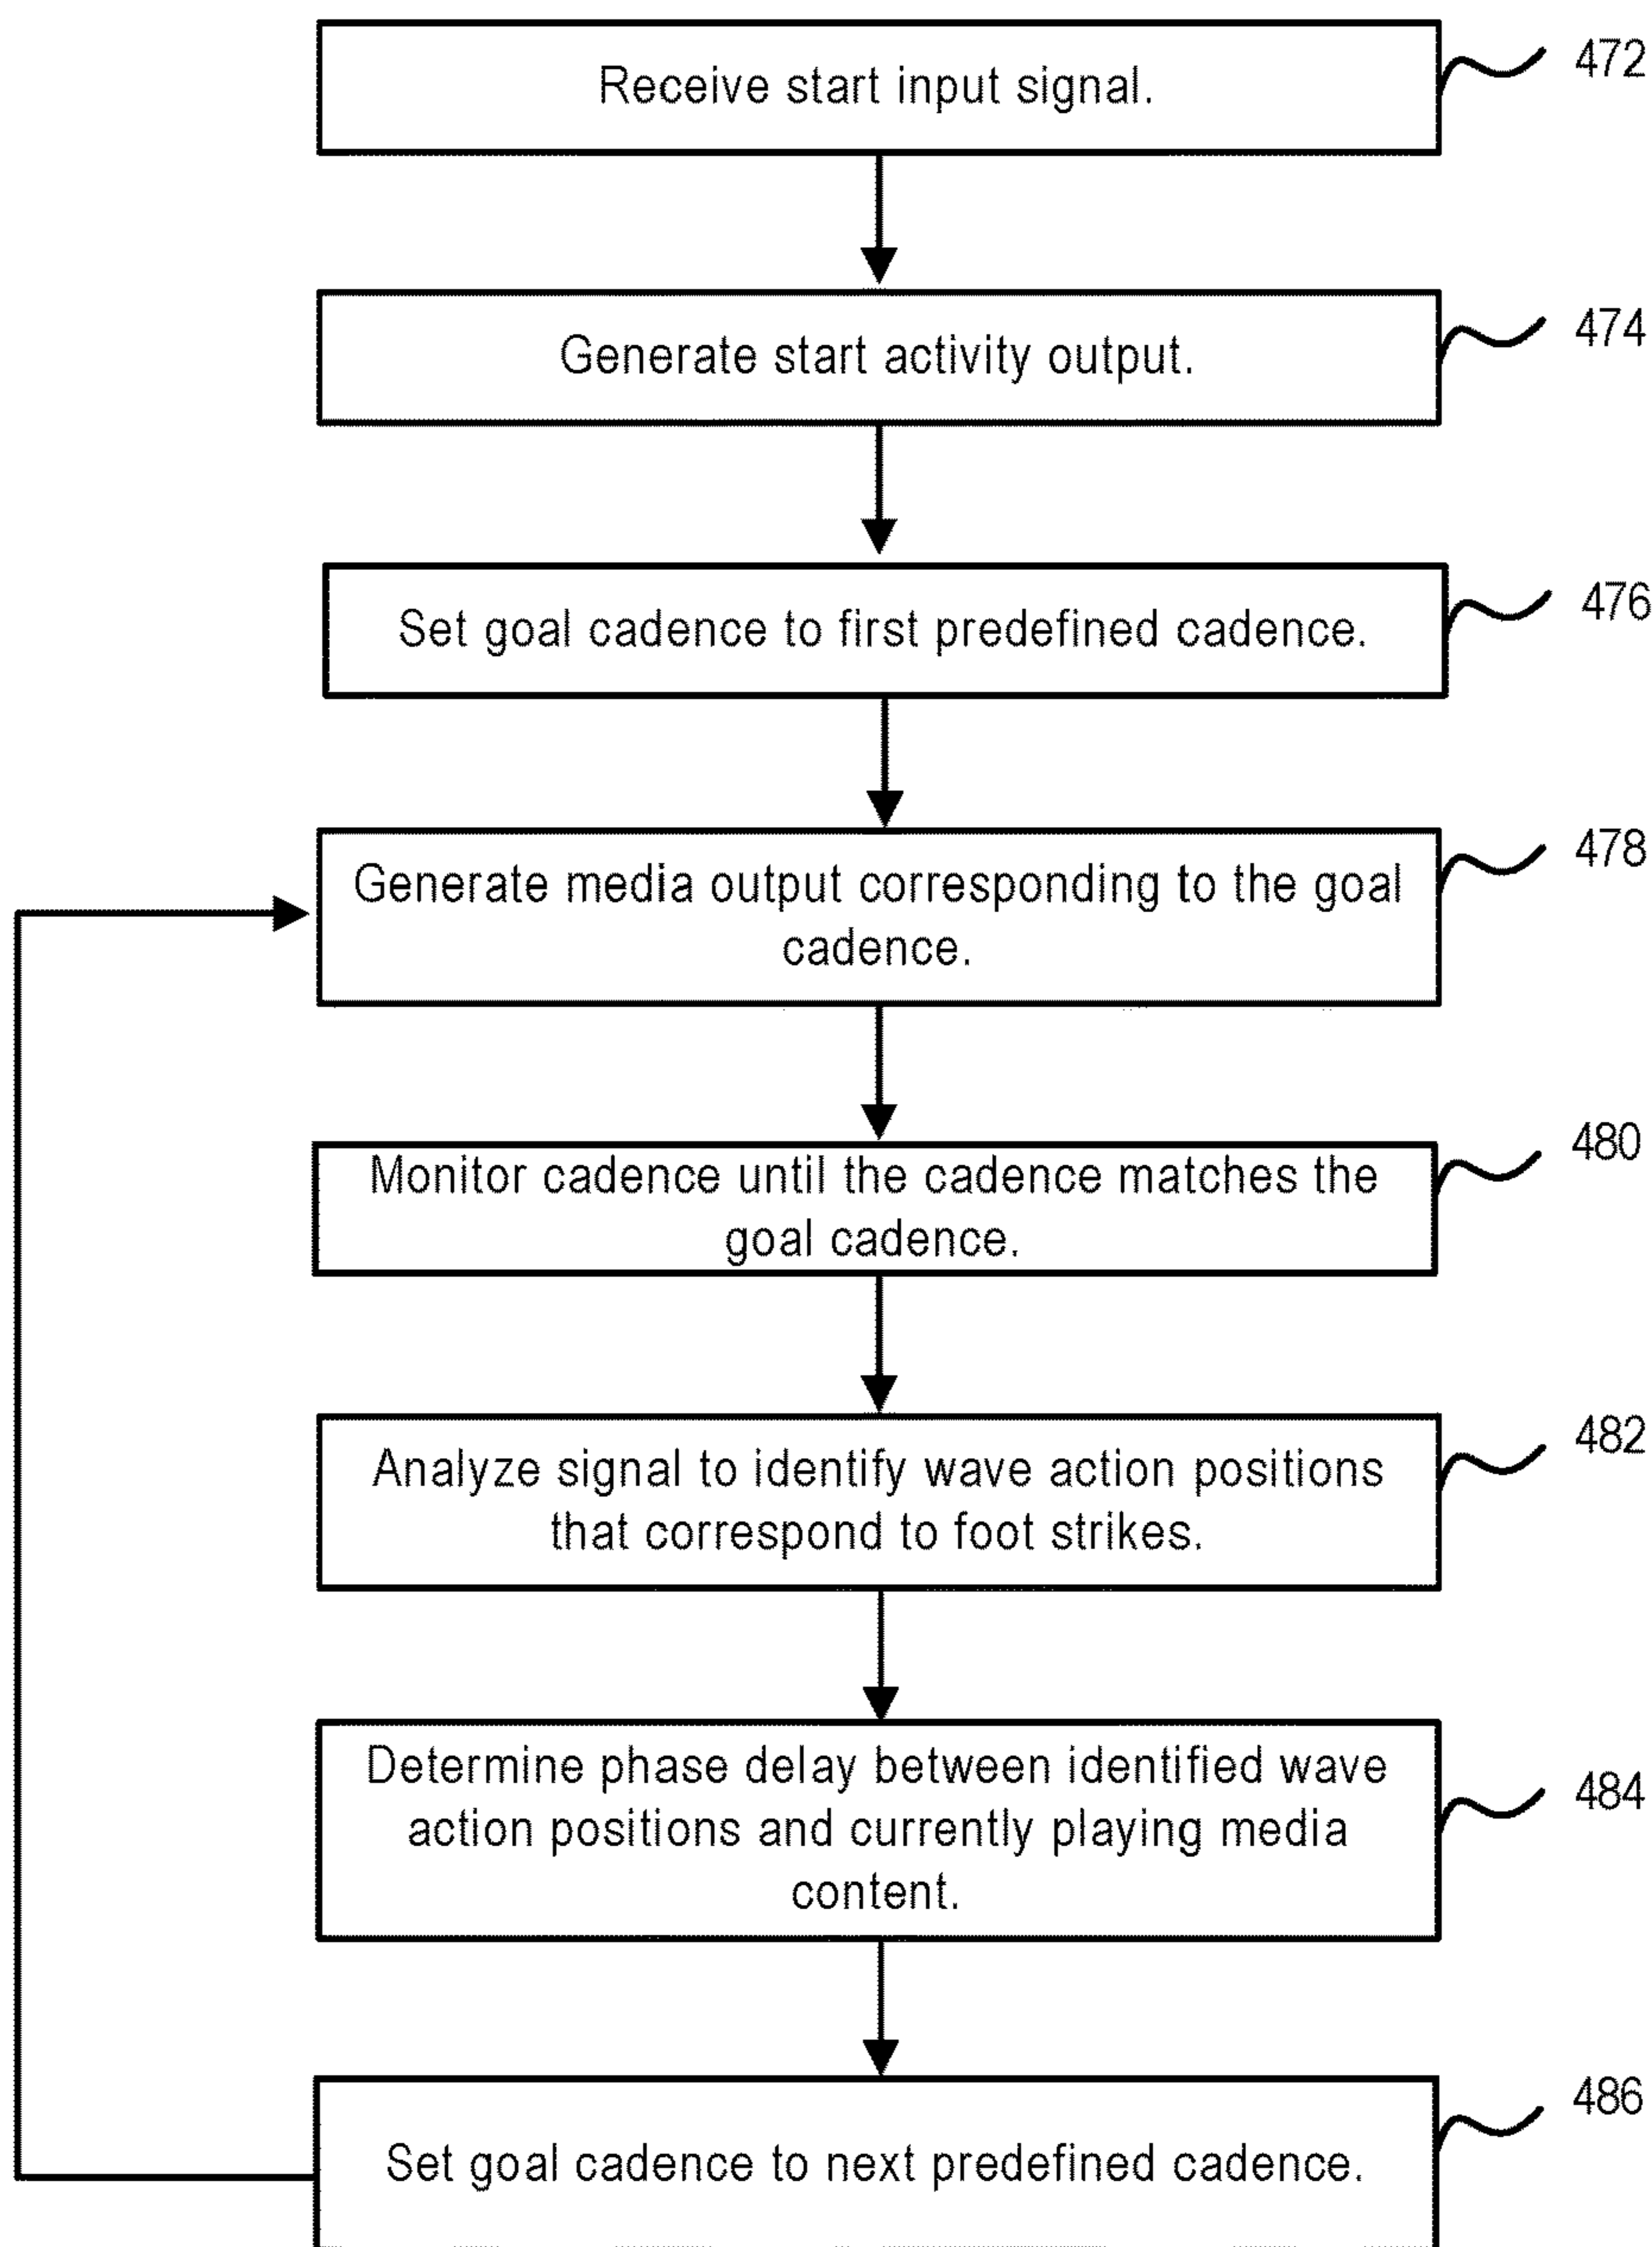 Receive start input signal.
472
Generate start activity output.
474
Set goal cadence to first predefined cadence.
476
Generate media output corresponding to the goal
cadence.
478
Monitor cadence until the cadence matches the
goal cadence.
480
Analyze signal to identify wave action positions
that correspond to foot strikes.
482
Determine phase delay between identified wave
action positions and currently playing media
content.
484
Set goal cadence to next predefined cadence.
486